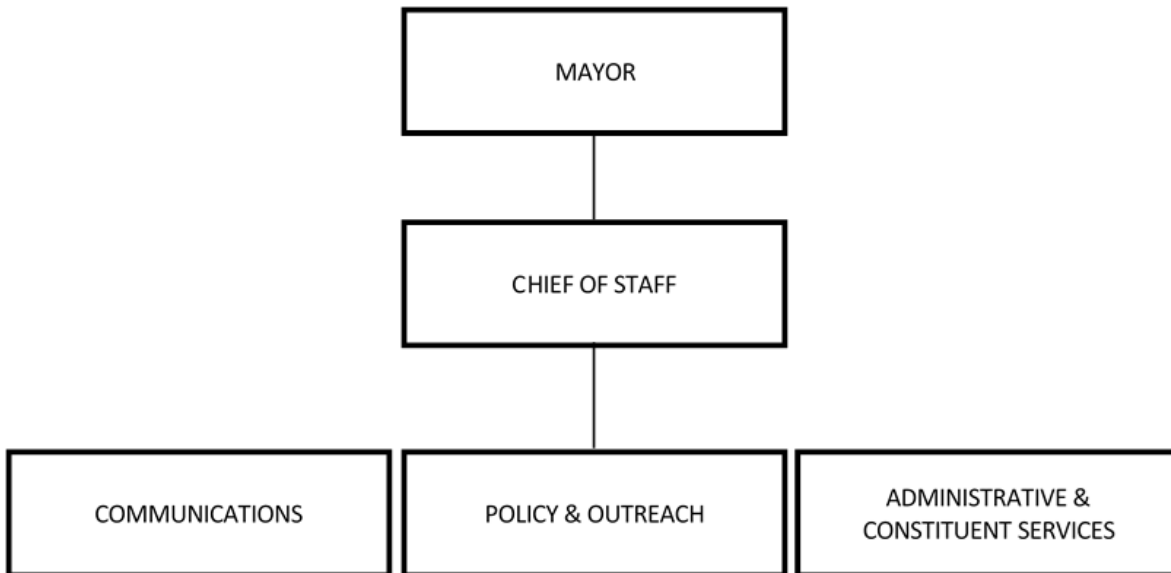 MAYOR
CHIEF OF STAFF
COMMUNICATIONS
POLICY & OUTREACH
ADMINISTRATIVE &
CONSTITUENT SERVICES